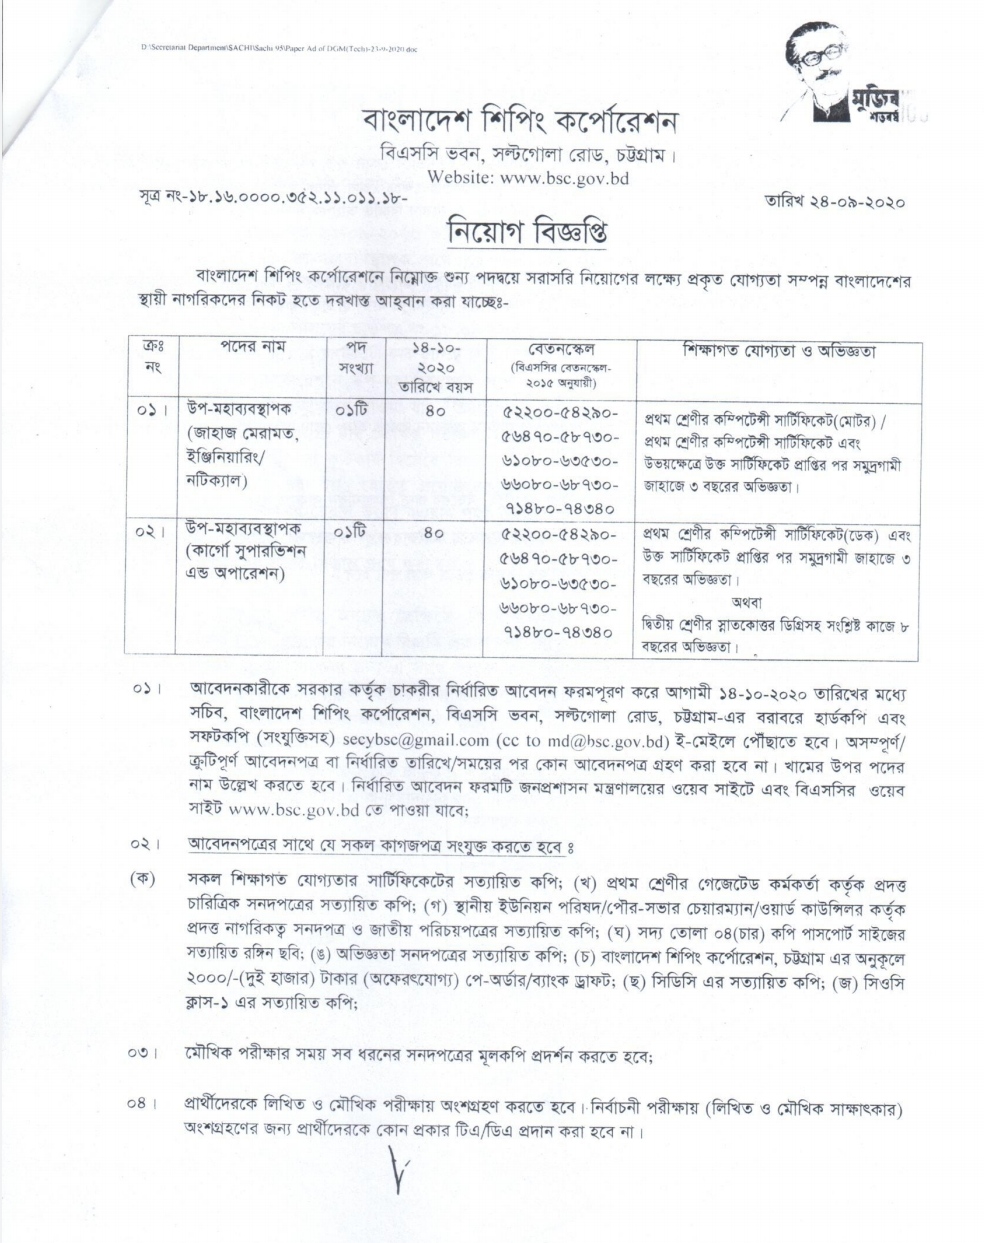 D:\Secretariat Department\SACHI\Sachi 95\Paper Ad of DGM(Tech)-23-9-2020.doc
মুজিব
শতবর্ষ
বাংলাদেশ শিপিং কর্পোরেশন
বিএসসি ভবন, সল্টগোলা রোড, চট্টগ্রাম।
Website: www.bsc.gov.bd
সূত্র নং-১৮.১৬.০০০০.৩৫২.১১.০১১.১৮-
তারিখ ২৪-০৯-২০২০
নিয়োগ বিজ্ঞপ্তি
বাংলাদেশ শিপিং কর্পোরেশনে নিম্নোক্ত শুন্য পদদ্বয়ে সরাসরি নিয়োগের লক্ষ্যে প্রকৃত যোগ্যতা সম্পন্ন বাংলাদেশের
স্থায়ী নাগরিকদের নিকট হতে দরখাস্ত আহ্বান করা যাচ্ছেঃ-
ক্রঃ নং
পদের নাম
পদ সংখ্যা
১৪-১০-২০২০ তারিখে বয়স
বেতনস্কেল
(বিএসসির বেতনস্কেল-
২০১৫ অনুযায়ী)
শিক্ষাগত যোগ্যতা ও অভিজ্ঞতা
০১।
উপ-মহাব্যবস্থাপক
(জাহাজ মেরামত,
ইঞ্জিনিয়ারিং/
নটিক্যাল)
০১টি
৪০
৫২২০০-৫৪২৯০-
৫৬৪৭০-৫৮৭৩০-
৬১০৮০-৬৩৫৩০-
৬৬০৮০-৬৮৭৩০-
৭১৪৮০-৭৪৩৪০
প্রথম শ্রেণীর কম্পিটেন্সী সার্টিফিকেট(মোটর) /
প্রথম শ্রেণীর কম্পিটেন্সী সার্টিফিকেট এবং
উভয়ক্ষেত্রে উক্ত সার্টিফিকেট প্রাপ্তির পর সমুদ্রগামী
জাহাজে ৩ বছরের অভিজ্ঞতা।
০২।
উপ-মহাব্যবস্থাপক
(কার্গো সুপারভিশন
এন্ড অপারেশন)
০১টি
৪০
৫২২০০-৫৪২৯০-
৫৬৪৭০-৫৮৭৩০-
৬১০৮০-৬৩৫৩০-
৬৬০৮০-৬৮৭৩০-
৭১৪৮০-৭৪৩৪০
প্রথম শ্রেণীর কম্পিটেন্সী সার্টিফিকেট(ডেক) এবং
উক্ত সার্টিফিকেট প্রাপ্তির পর সমুদ্রগামী জাহাজে ৩
বছরের অভিজ্ঞতা।
অথবা
দ্বিতীয় শ্রেণীর স্নাতকোত্তর ডিগ্রিসহ সংশ্লিষ্ট কাজে ৮
বছরের অভিজ্ঞতা।
০১। আবেদনকারীকে সরকার কর্তৃক চাকরীর নির্ধারিত আবেদন ফরমপূরণ করে আগামী ১৪-১০-২০২০ তারিখের মধ্যে
সচিব, বাংলাদেশ শিপিং কর্পোরেশন, বিএসসি ভবন, সল্টগোলা রোড, চট্টগ্রাম-এর বরাবরে হার্ডকপি এবং
সফটকপি (সংযুক্তিসহ) secybsc@gmail.com (cc to md@bsc.gov.bd) ই-মেইলে পৌঁছাতে হবে। অসম্পূর্ণ/
ত্রুটিপূর্ণ আবেদনপত্র বা নির্ধারিত তারিখে/সময়ের পর কোন আবেদনপত্র গ্রহণ করা হবে না। খামের উপর পদের
নাম উল্লেখ করতে হবে। নির্ধারিত আবেদন ফরমটি জনপ্রশাসন মন্ত্রণালয়ের ওয়েব সাইটে এবং বিএসসির ওয়েব
সাইট www.bsc.gov.bd তে পাওয়া যাবে;
০২। আবেদনপত্রের সাথে যে সকল কাগজপত্র সংযুক্ত করতে হবে ঃ
(ক) সকল শিক্ষাগত যোগ্যতার সার্টিফিকেটের সত্যায়িত কপি; (খ) প্রথম শ্রেণীর গেজেটেড কর্মকর্তা কর্তৃক প্রদত্ত
চারিত্রিক সনদপত্রের সত্যায়িত কপি; (গ) স্থানীয় ইউনিয়ন পরিষদ/পৌর-সভার চেয়ারম্যান/ওয়ার্ড কাউন্সিলর কর্তৃক
প্রদত্ত নাগরিকত্ব সনদপত্র ও জাতীয় পরিচয়পত্রের সত্যায়িত কপি; (ঘ) সদ্য তোলা ০৪(চার) কপি পাসপোর্ট সাইজের
সত্যায়িত রঙ্গিন ছবি; (ঙ) অভিজ্ঞতা সনদপত্রের সত্যায়িত কপি; (চ) বাংলাদেশ শিপিং কর্পোরেশন, চট্টগ্রাম এর অনুকূলে
২০০০/-(দুই হাজার) টাকার (অফেরৎযোগ্য) পে-অর্ডার/ব্যাংক ড্রাফট; (ছ) সিডিসি এর সত্যায়িত কপি; (জ) সিওসি
ক্লাস-১ এর সত্যায়িত কপি;
০৩। মৌখিক পরীক্ষার সময় সব ধরনের সনদপত্রের মূলকপি প্রদর্শন করতে হবে;
০৪। প্রার্থীদেরকে লিখিত ও মৌখিক পরীক্ষায় অংশগ্রহণ করতে হবে। নির্বাচনী পরীক্ষায় (লিখিত ও মৌখিক সাক্ষাৎকার)
অংশগ্রহণের জন্য প্রার্থীদেরকে কোন প্রকার টিএ/ডিএ প্রদান করা হবে না।